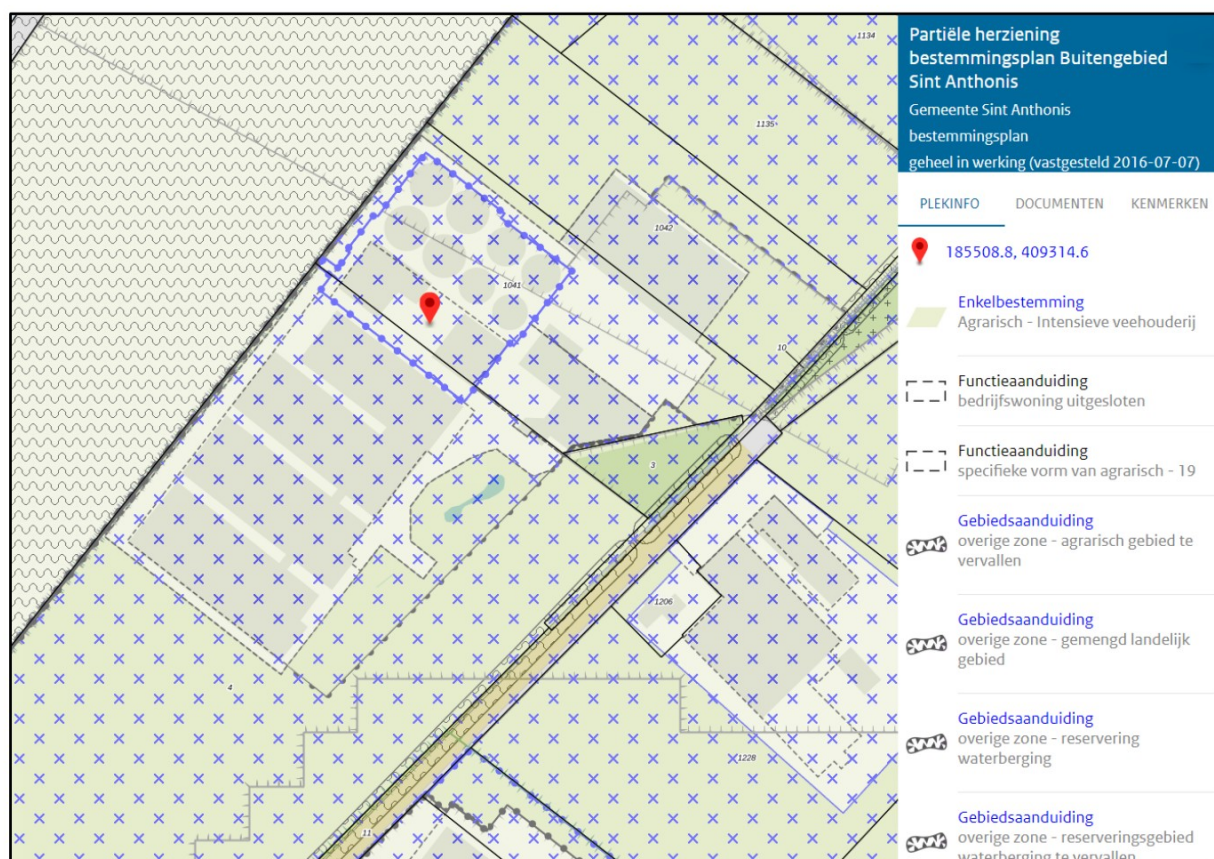 Partiële herziening
bestemmingsplan Buitengebied
Sint Anthonis
Gemeente Sint Anthonis
bestemmingsplan
geheel in werking (vastgesteld 2016-07-07)
PLEKINFO DOCUMENTEN KENMERKEN
185508.8, 409314.6
Enkelbestemming
Agrarisch - Intensieve veehouderij
Functieaanduiding
bedrijfswoning uitgesloten
Functieaanduiding
specifieke vorm van agrarisch - 19
Gebiedsaanduiding
overige zone - agrarisch gebied te
vervallen
Gebiedsaanduiding
overige zone - gemengd landelijk
gebied
Gebiedsaanduiding
overige zone - reservering
waterberging
Gebiedsaanduiding
overige zone - reserveringsgebied
waterberging te vervallen
1134
1135
1042
1041
10
3
1206
4
1228
11